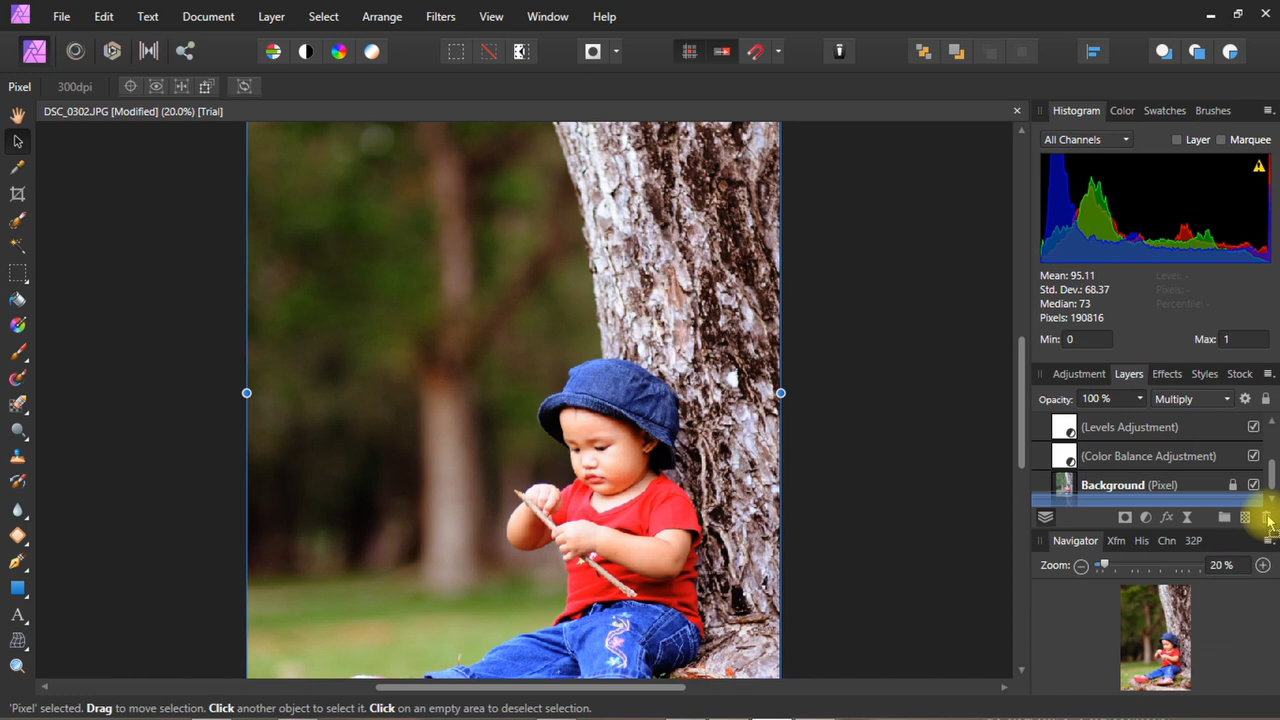 File Edit Text Document Layer Select Arrange Filters View Window Help
Pixel 300dpi
DSC_0302.JPG [Modified] (20.0%) [Trial]
Histogram Color Swatches Brushes
All Channels Layer Marquee
Mean: 95.11 Level: -
Std. Dev.: 68.37 Pixels: -
Median: 73 Percentile: -
Pixels: 190816
Min: 0 Max: 1
Adjustment Layers Effects Styles Stock
Opacity: 100 % Multiply
(Levels Adjustment)
(Color Balance Adjustment)
Background (Pixel)
fx
Navigator Xfm His Chn 32P
Zoom: 20 %
A
'Pixel' selected. Drag to move selection. Click another object to select it. Click on an empty area to deselect selection.